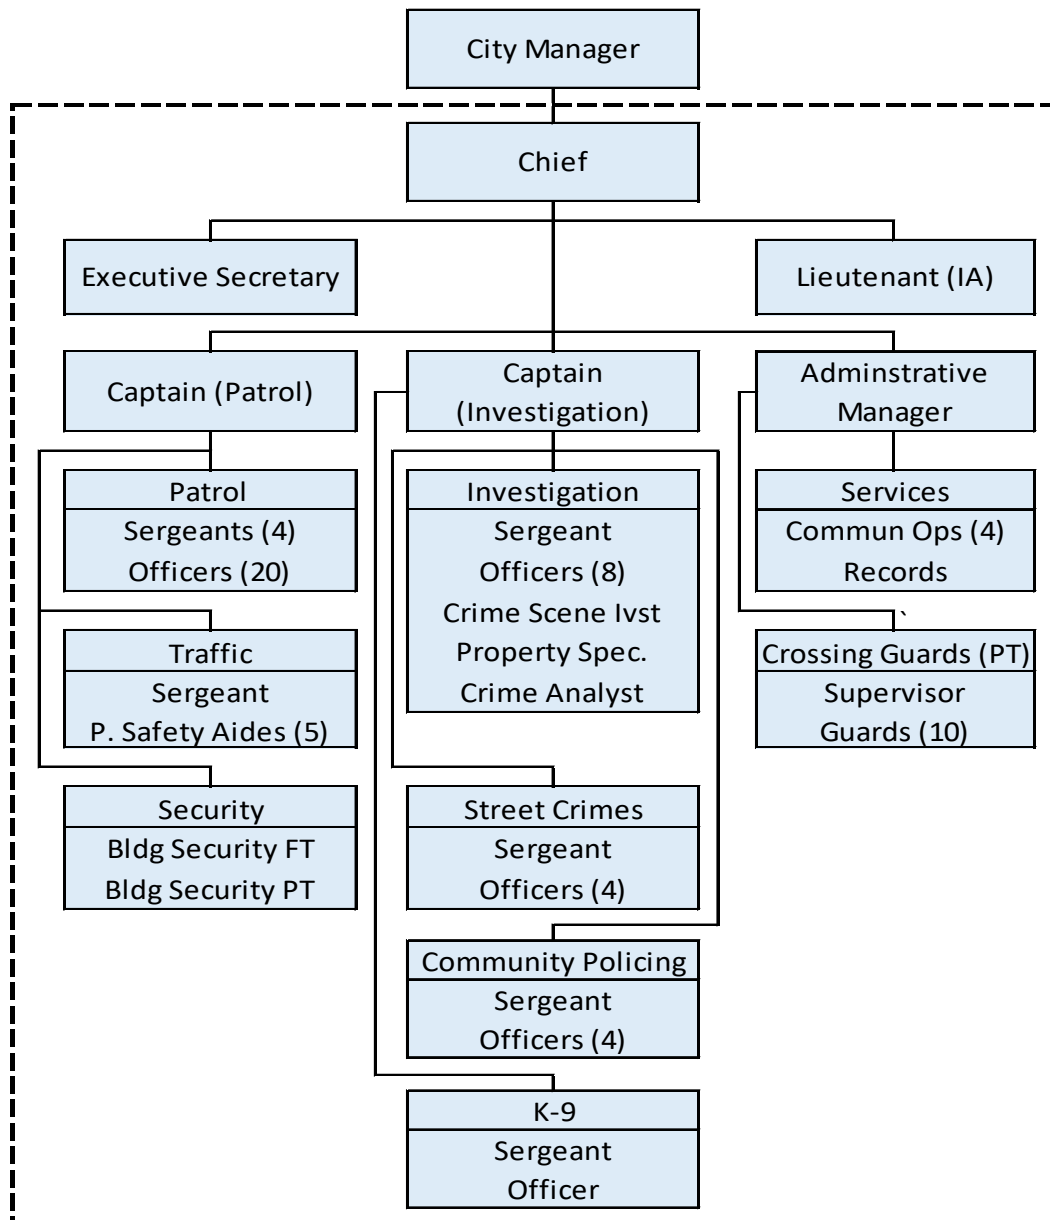 City Manager
Chief
Executive Secretary
Lieutenant (IA)
Captain (Patrol)
Captain
(Investigation)
Adminstrative
Manager
Patrol
Sergeants (4)
Officers (20)
Traffic
Sergeant
P. Safety Aides (5)
Security
Bldg Security FT
Bldg Security PT
Investigation
Sergeant
Officers (8)
Crime Scene Ivst
Property Spec.
Crime Analyst
Street Crimes
Sergeant
Officers (4)
Community Policing
Sergeant
Officers (4)
K-9
Sergeant
Officer
Services
Commun Ops (4)
Records
`
Crossing Guards (PT)
Supervisor
Guards (10)